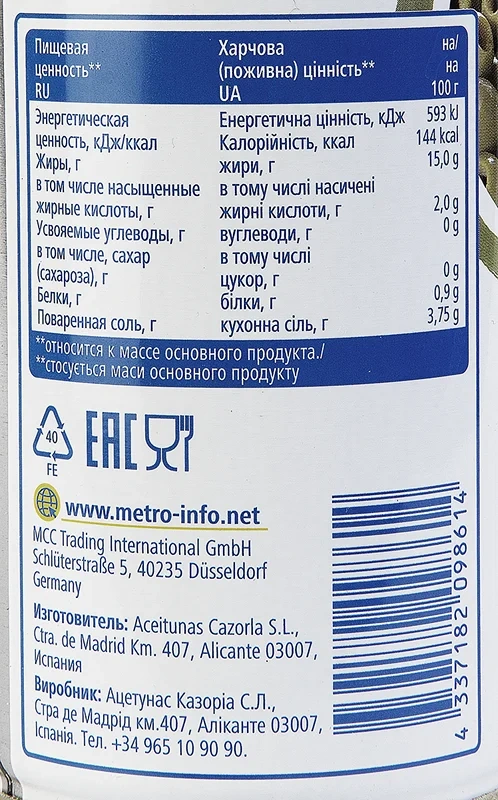 Пищевая ценность** RU
Харчова (поживна) цінність** UA
на/на 100 г
Энергетическая ценность, кДж/ккал
Енергетична цінність, кДж 593 kJ
Калорійність, ккал 144 kcal
Жиры, г жири, г 15,0 g
в том числе насыщенные жирные кислоты, г
в тому числі насичені жирні кислоти, г 2,0 g
Усвояемые углеводы, г вуглеводи, г 0 g
в том числе, сахар (сахароза), г
в тому числі цукор, г 0 g
Белки, г білки, г 0,9 g
Поваренная соль, г кухонна сіль, г 3,75 g
**относится к массе основного продукта./
**стосується маси основного продукту
40
FE
EAC
www.metro-info.net
MCC Trading International GmbH
Schlüterstraße 5, 40235 Düsseldorf
Germany
Изготовитель: Aceitunas Cazorla S.L.,
Ctra. de Madrid Km. 407, Alicante 03007,
Испания
Виробник: Ацетунас Казорiа С.Л.,
Стра де Мадрід км.407, Аліканте 03007,
Іспанія. Тел. +34 965 10 90 90.
4 337182 098614